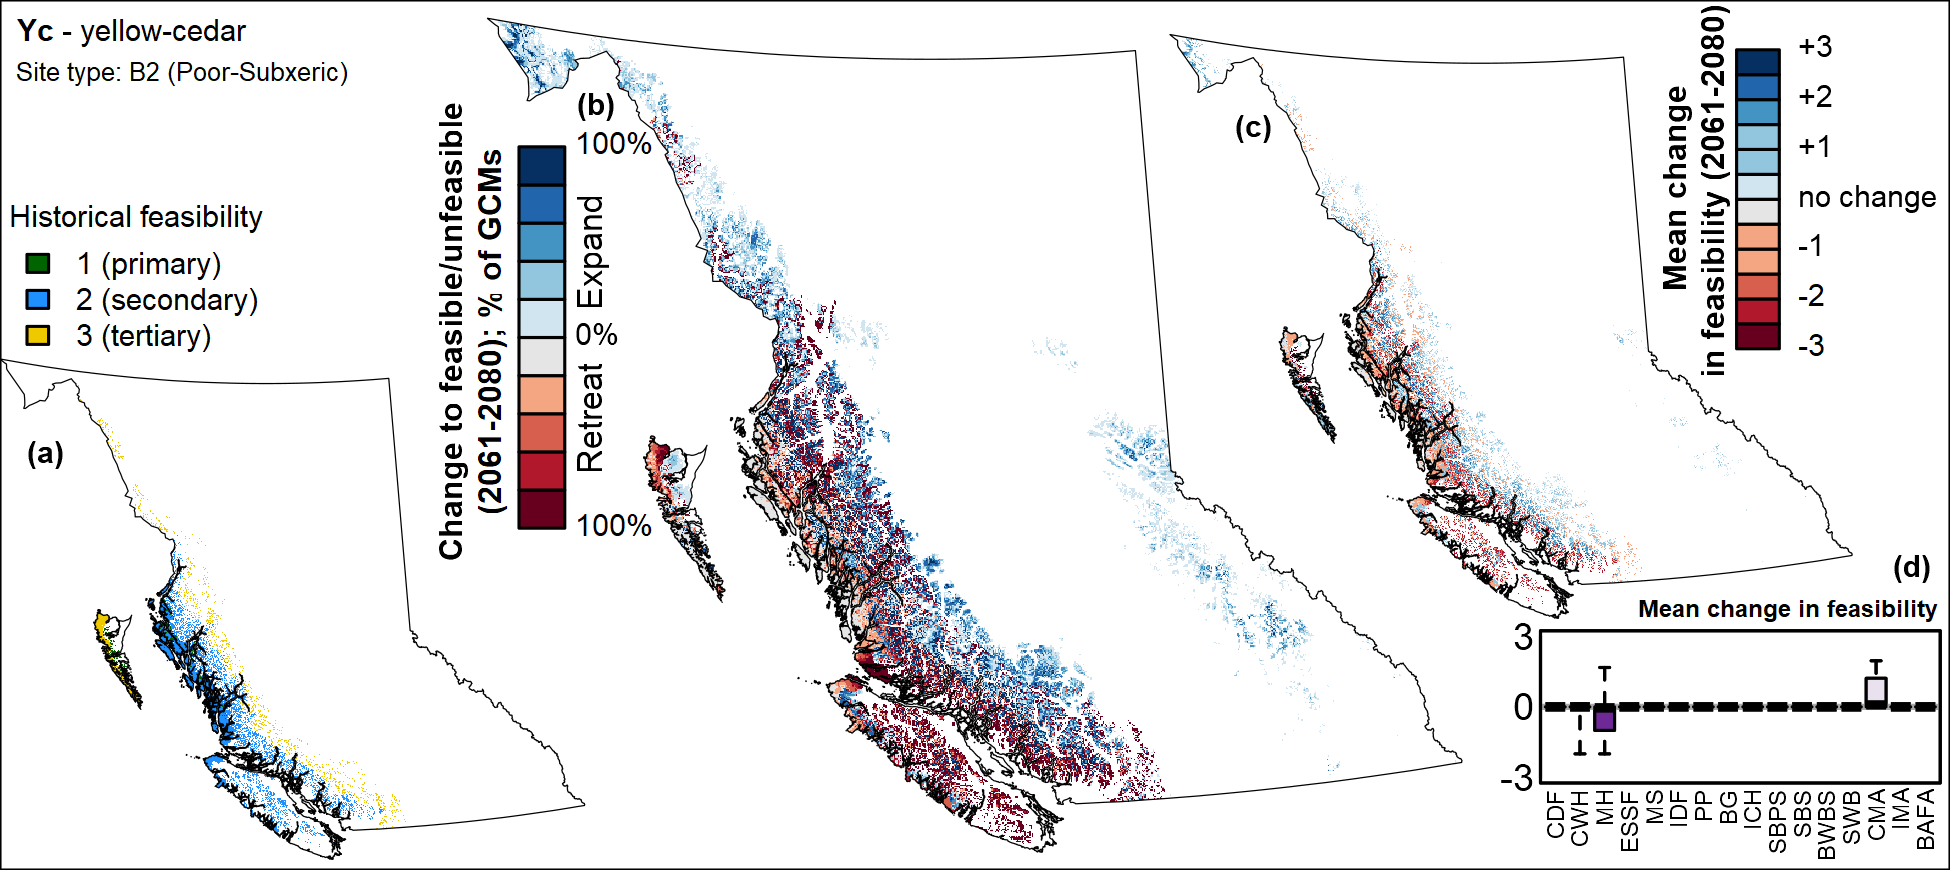 Yc - yellow-cedar
Site type: B2 (Poor-Subxeric)
Historical feasibility
1 (primary)
2 (secondary)
3 (tertiary)
(a)
(b)
Change to feasible/unfeasible
(2061-2080); % of GCMs
100%
Expand
0%
Retreat
100%
(c)
Mean change
in feasibility (2061-2080)
+3
+2
+1
no change
-1
-2
-3
(d)
Mean change in feasibility
3
0
-3
CDF
CWH
MH
ESSF
MS
IDF
PP
BG
ICH
SBPS
SBS
BWBS
SWB
CMA
IMA
BAFA